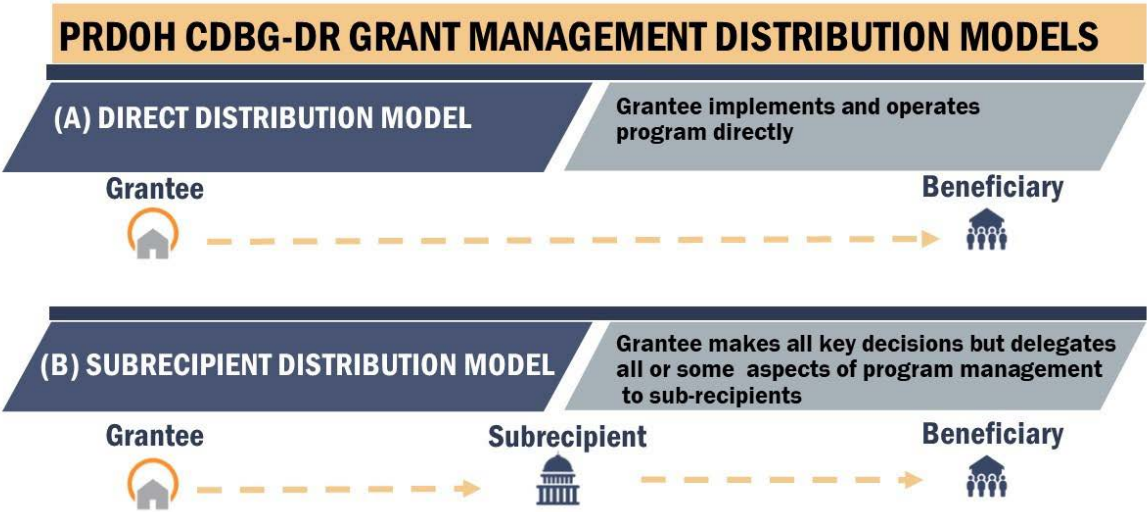 PRDOH CDBG-DR GRANT MANAGEMENT DISTRIBUTION MODELS
(A) DIRECT DISTRIBUTION MODEL
Grantee implements and operates
program directly
Grantee
Beneficiary
(B) SUBRECIPIENT DISTRIBUTION MODEL
Grantee makes all key decisions but delegates
all or some aspects of program management
to sub-recipients
Grantee
Subrecipient
Beneficiary